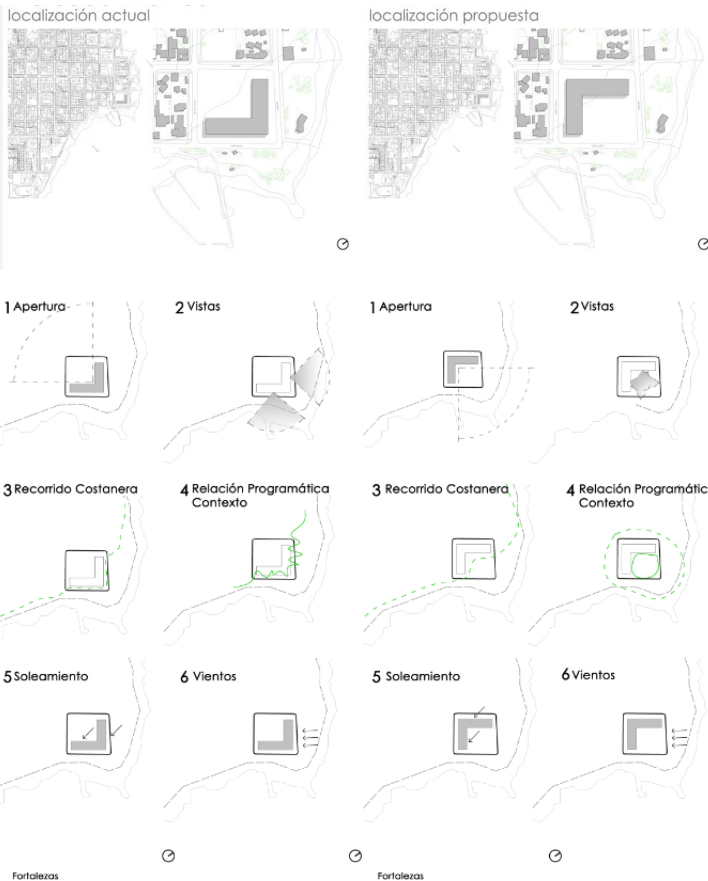 localización actual
localización propuesta
1 Apertura
2 Vistas
1 Apertura
2 Vistas
3 Recorrido Costanera
4 Relación Programática
Contexto
3 Recorrido Costanera
4 Relación Programátic
Contexto
5 Soleamiento
6 Vientos
5 Soleamiento
6 Vientos
Fortalezas
Fortalezas